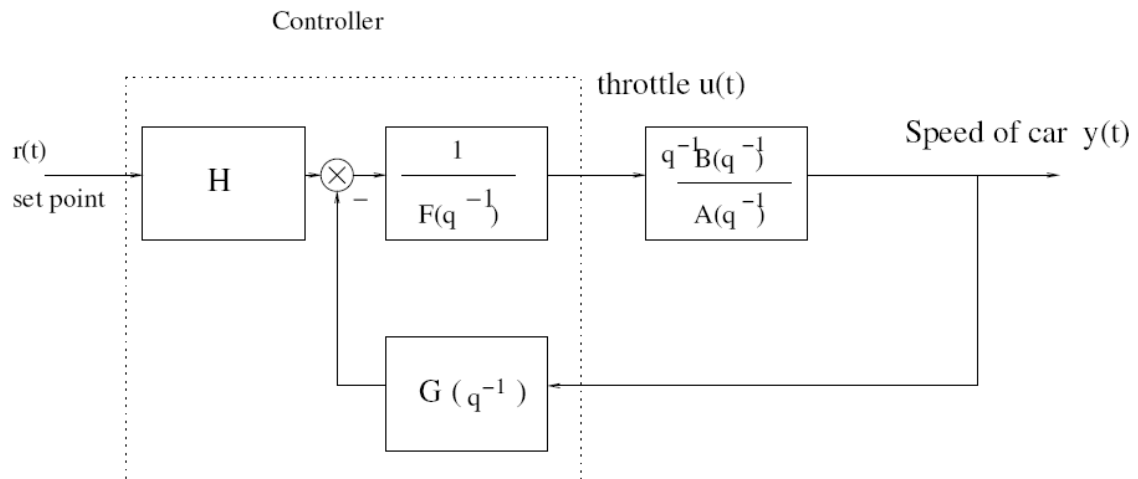 Controller
throttle u(t)
Speed of car y(t)
r(t)
set point
H
1
F(q⁻¹)
q⁻¹B(q⁻¹)
A(q⁻¹)
−
G (q⁻¹)